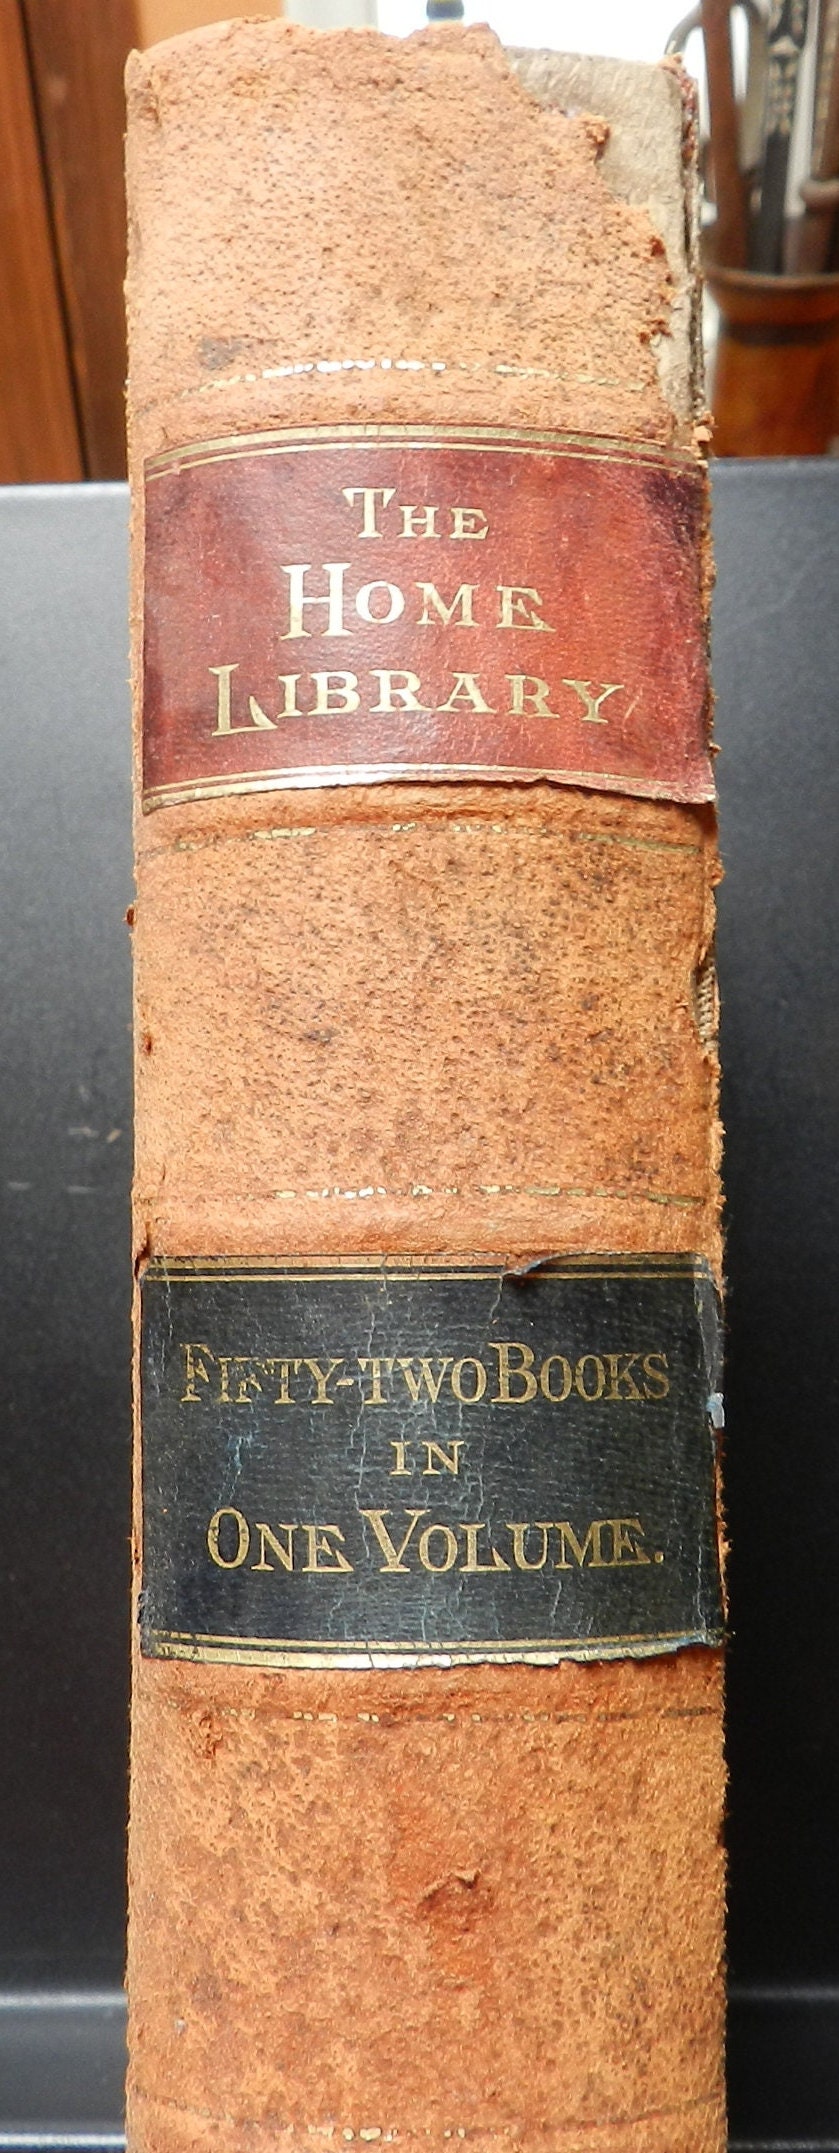 The
Home
Library
Fifty-two Books
in
One Volume.